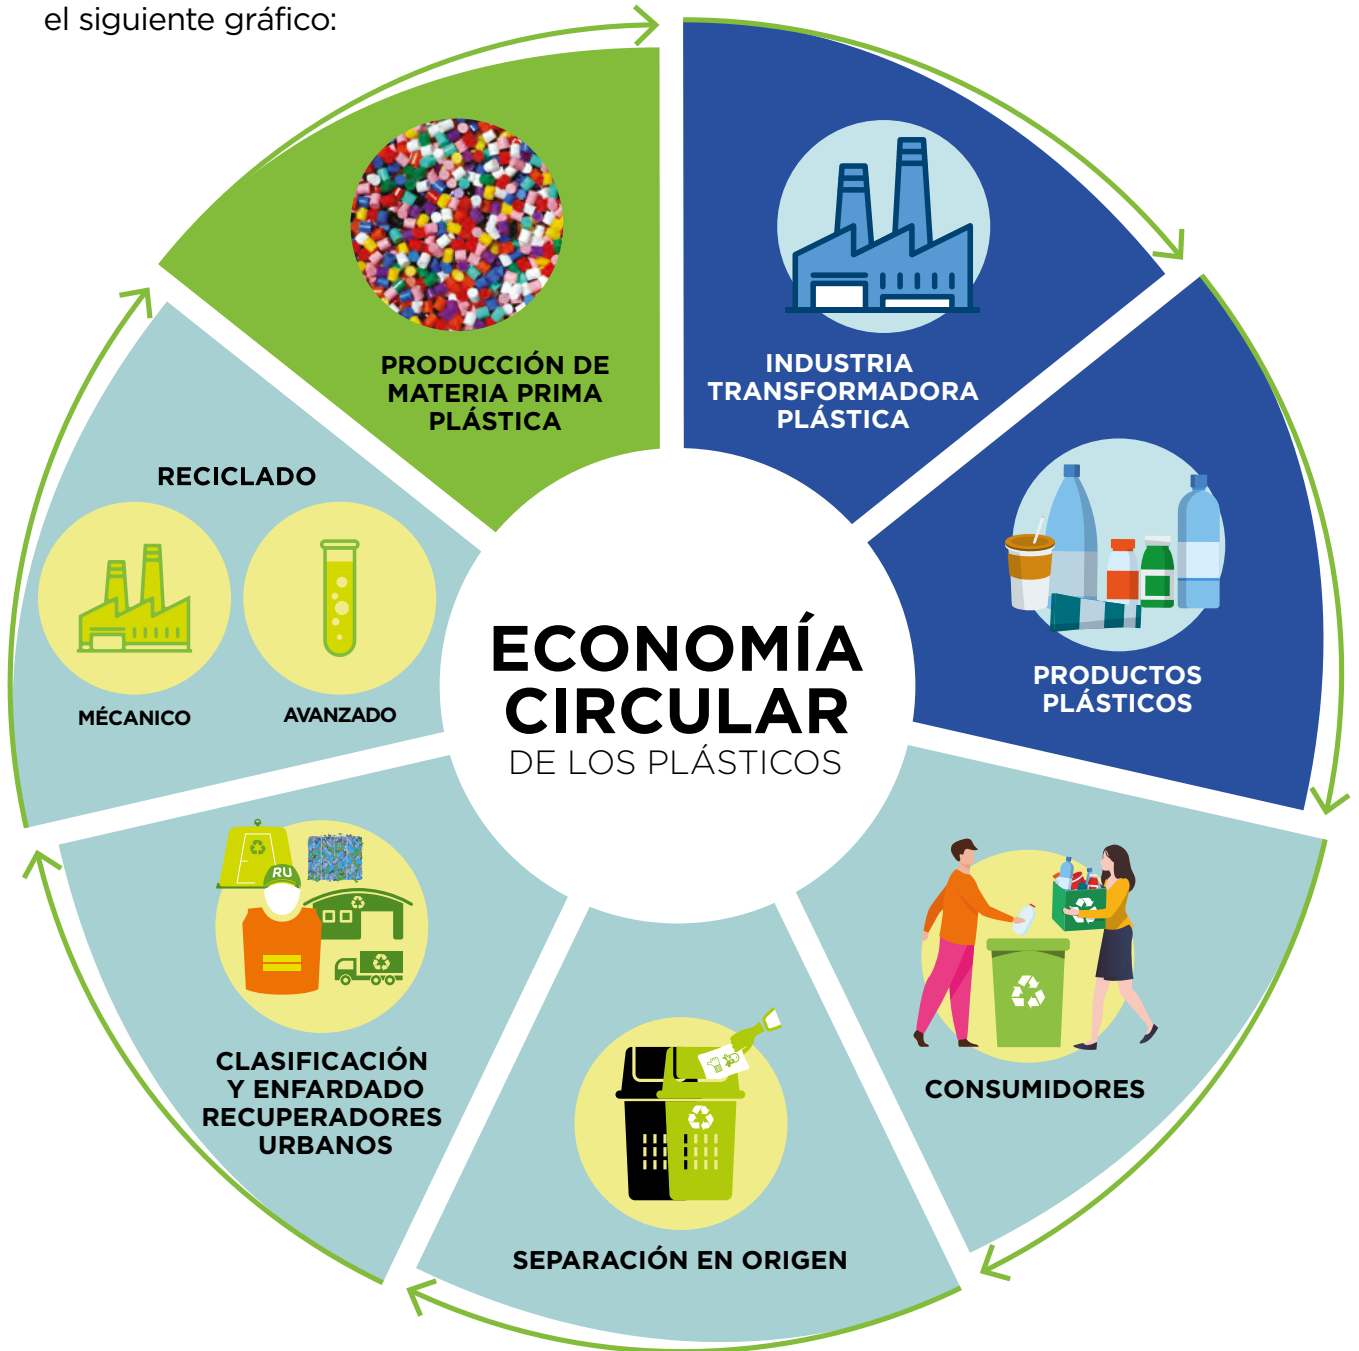 el siguiente gráfico:
PRODUCCIÓN DE
MATERIA PRIMA
PLÁSTICA
INDUSTRIA
TRANSFORMADORA
PLÁSTICA
PRODUCTOS
PLÁSTICOS
CONSUMIDORES
SEPARACIÓN EN ORIGEN
RU
CLASIFICACIÓN
Y ENFARDADO
RECUPERADORES
URBANOS
RECICLADO
MÉCANICO
AVANZADO
ECONOMÍA
CIRCULAR
DE LOS PLÁSTICOS